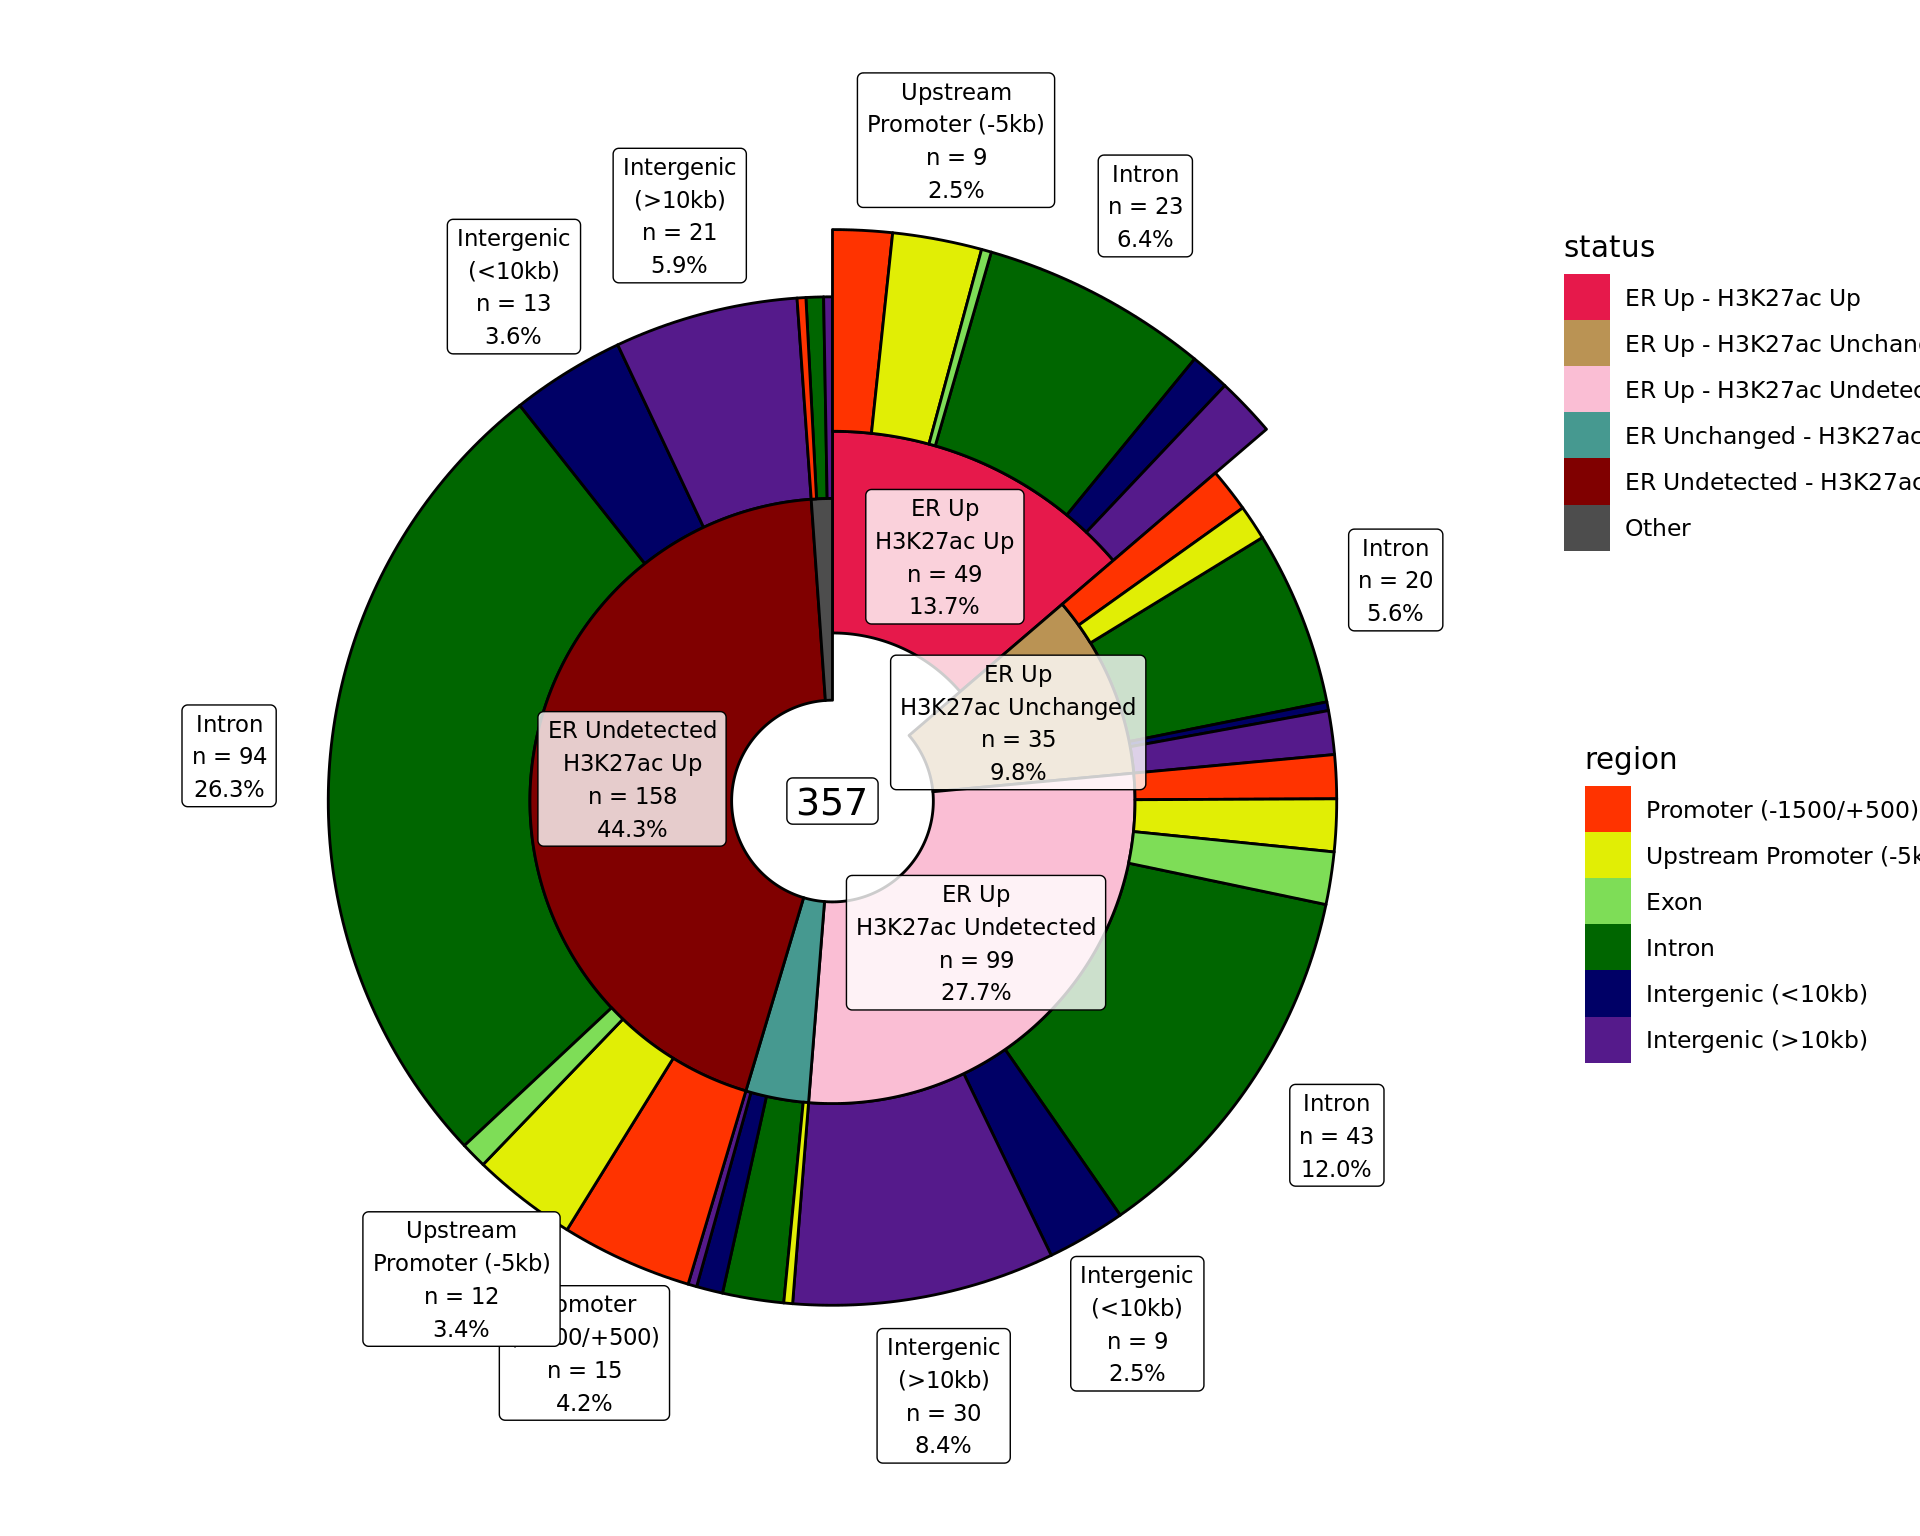 Upstream
Promoter (-5kb)
n = 9
2.5%
Intron
n = 23
6.4%
Intergenic
(>10kb)
n = 21
5.9%
Intergenic
(<10kb)
n = 13
3.6%
Intron
n = 20
5.6%
Intron
n = 94
26.3%
Intron
n = 43
12.0%
Intergenic
(<10kb)
n = 9
2.5%
Intergenic
(>10kb)
n = 30
8.4%
Upstream
Promoter (-5kb)
n = 12
3.4%
omoter
00/+500)
n = 15
4.2%
ER Up
H3K27ac Up
n = 49
13.7%
ER Up
H3K27ac Unchanged
n = 35
9.8%
ER Up
H3K27ac Undetected
n = 99
27.7%
ER Undetected
H3K27ac Up
n = 158
44.3%
357
status
ER Up - H3K27ac Up
ER Up - H3K27ac Unchan
ER Up - H3K27ac Undetec
ER Unchanged - H3K27ac
ER Undetected - H3K27ac
Other
region
Promoter (-1500/+500)
Upstream Promoter (-5k
Exon
Intron
Intergenic (<10kb)
Intergenic (>10kb)